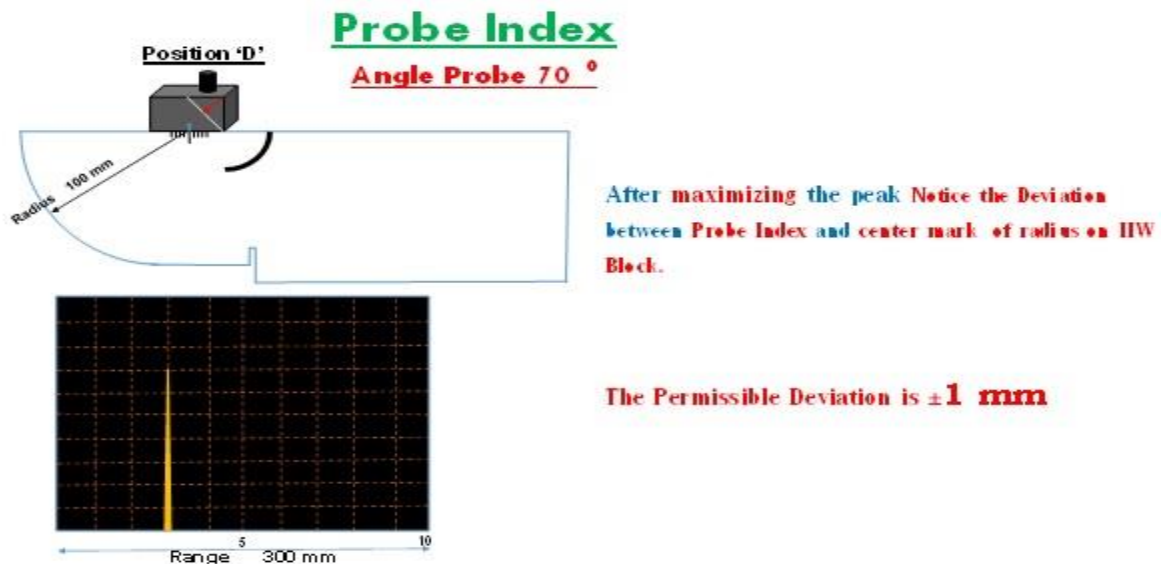 Probe Index
Position ‘D’
Angle Probe 70 °
Radius 100 mm
After maximizing the peak Notice the Deviation
between Probe Index and center mark of radius on IIW
Block.
The Permissible Deviation is ±1 mm
5 10
Range 300 mm